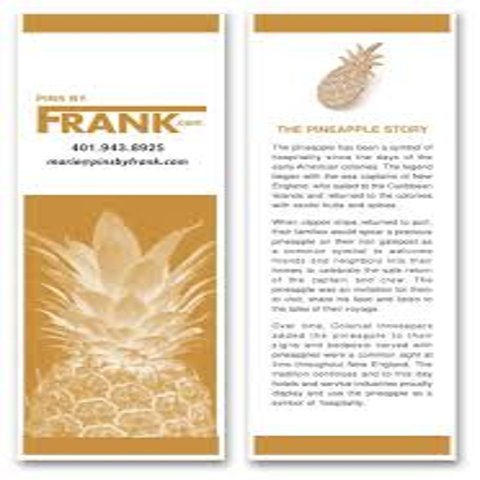 PINS BY
FRANK.com
401.943.8925
marie@pinsbyfrank.com
THE PINEAPPLE STORY
The pineapple has been a symbol of
hospitality since the days of the
early American colonies. The legend
began with the sea captains of New
England, who sailed to the Caribbean
Islands and returned to the colonies
with exotic fruits and spices.
When clipper ships returned to port,
their families would spear a precious
pineapple on their iron gatepost as
a common symbol to welcome
friends and neighbors into their
homes to celebrate the safe return
of the captain and crew. The
pineapple was an invitation for them
to visit, share his food and listen to
the tales of their voyage.
Over time, Colonial Innkeepers
added the pineapple to their
signs and bedposts carved with
pineapples were a common sight at
inns throughout New England. The
tradition continues and to this day
hotels and service industries proudly
display and use the pineapple as a
symbol of hospitality.